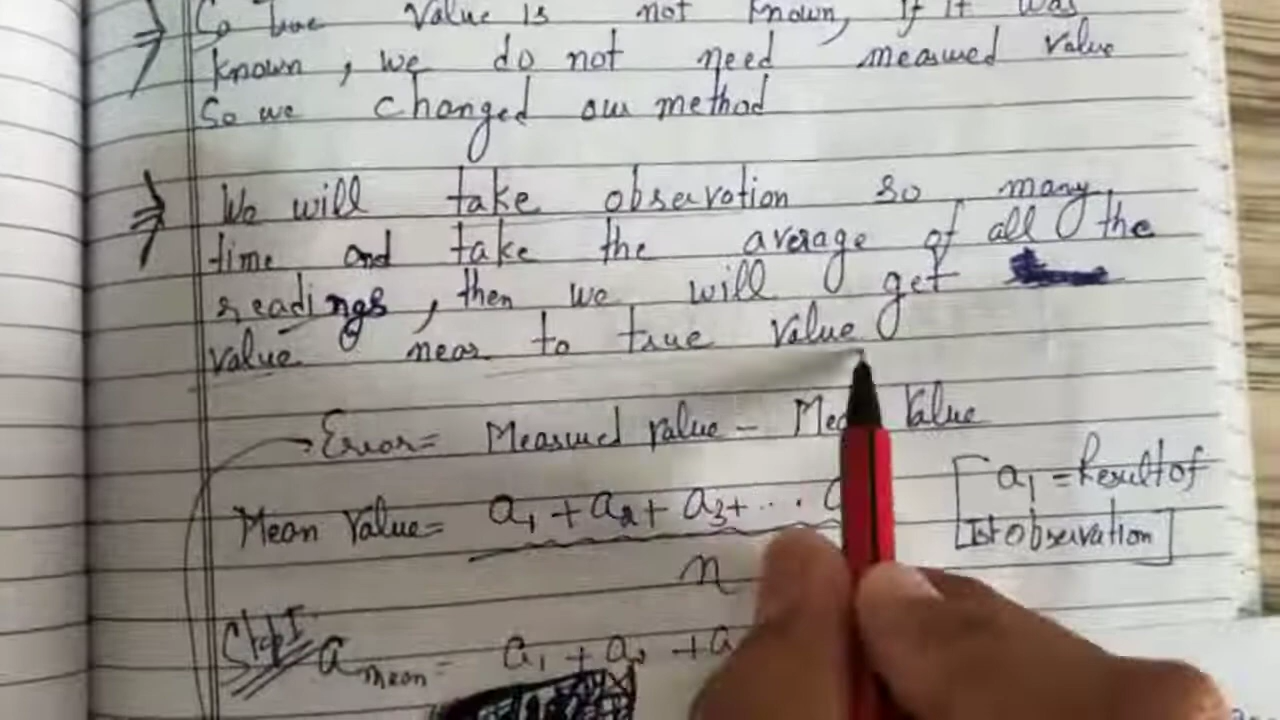 So true value is not known, if it was
known, we do not need measured value
So we changed our method
We will take observation so many
time and take the average of all the
readings, then we will get
value near to true value
Error = Measured value - Value
Mean Value = a1 + a2 + a3 + ...
n
a1 = Result of
Ist Observation
Step I a mean = a1 + a2 + a